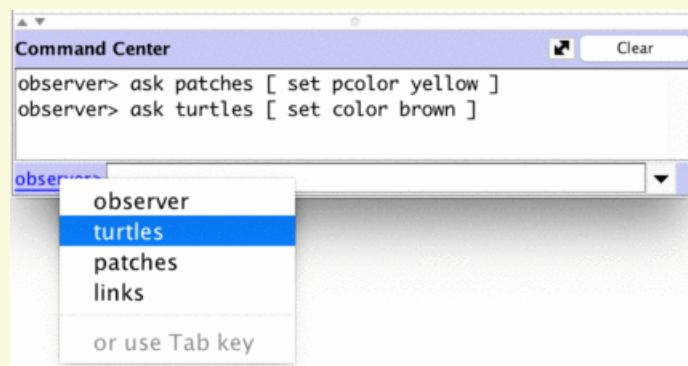 Command Center
Clear
observer> ask patches [ set pcolor yellow ]
observer> ask turtles [ set color brown ]
observer>
observer
turtles
patches
links
or use Tab key